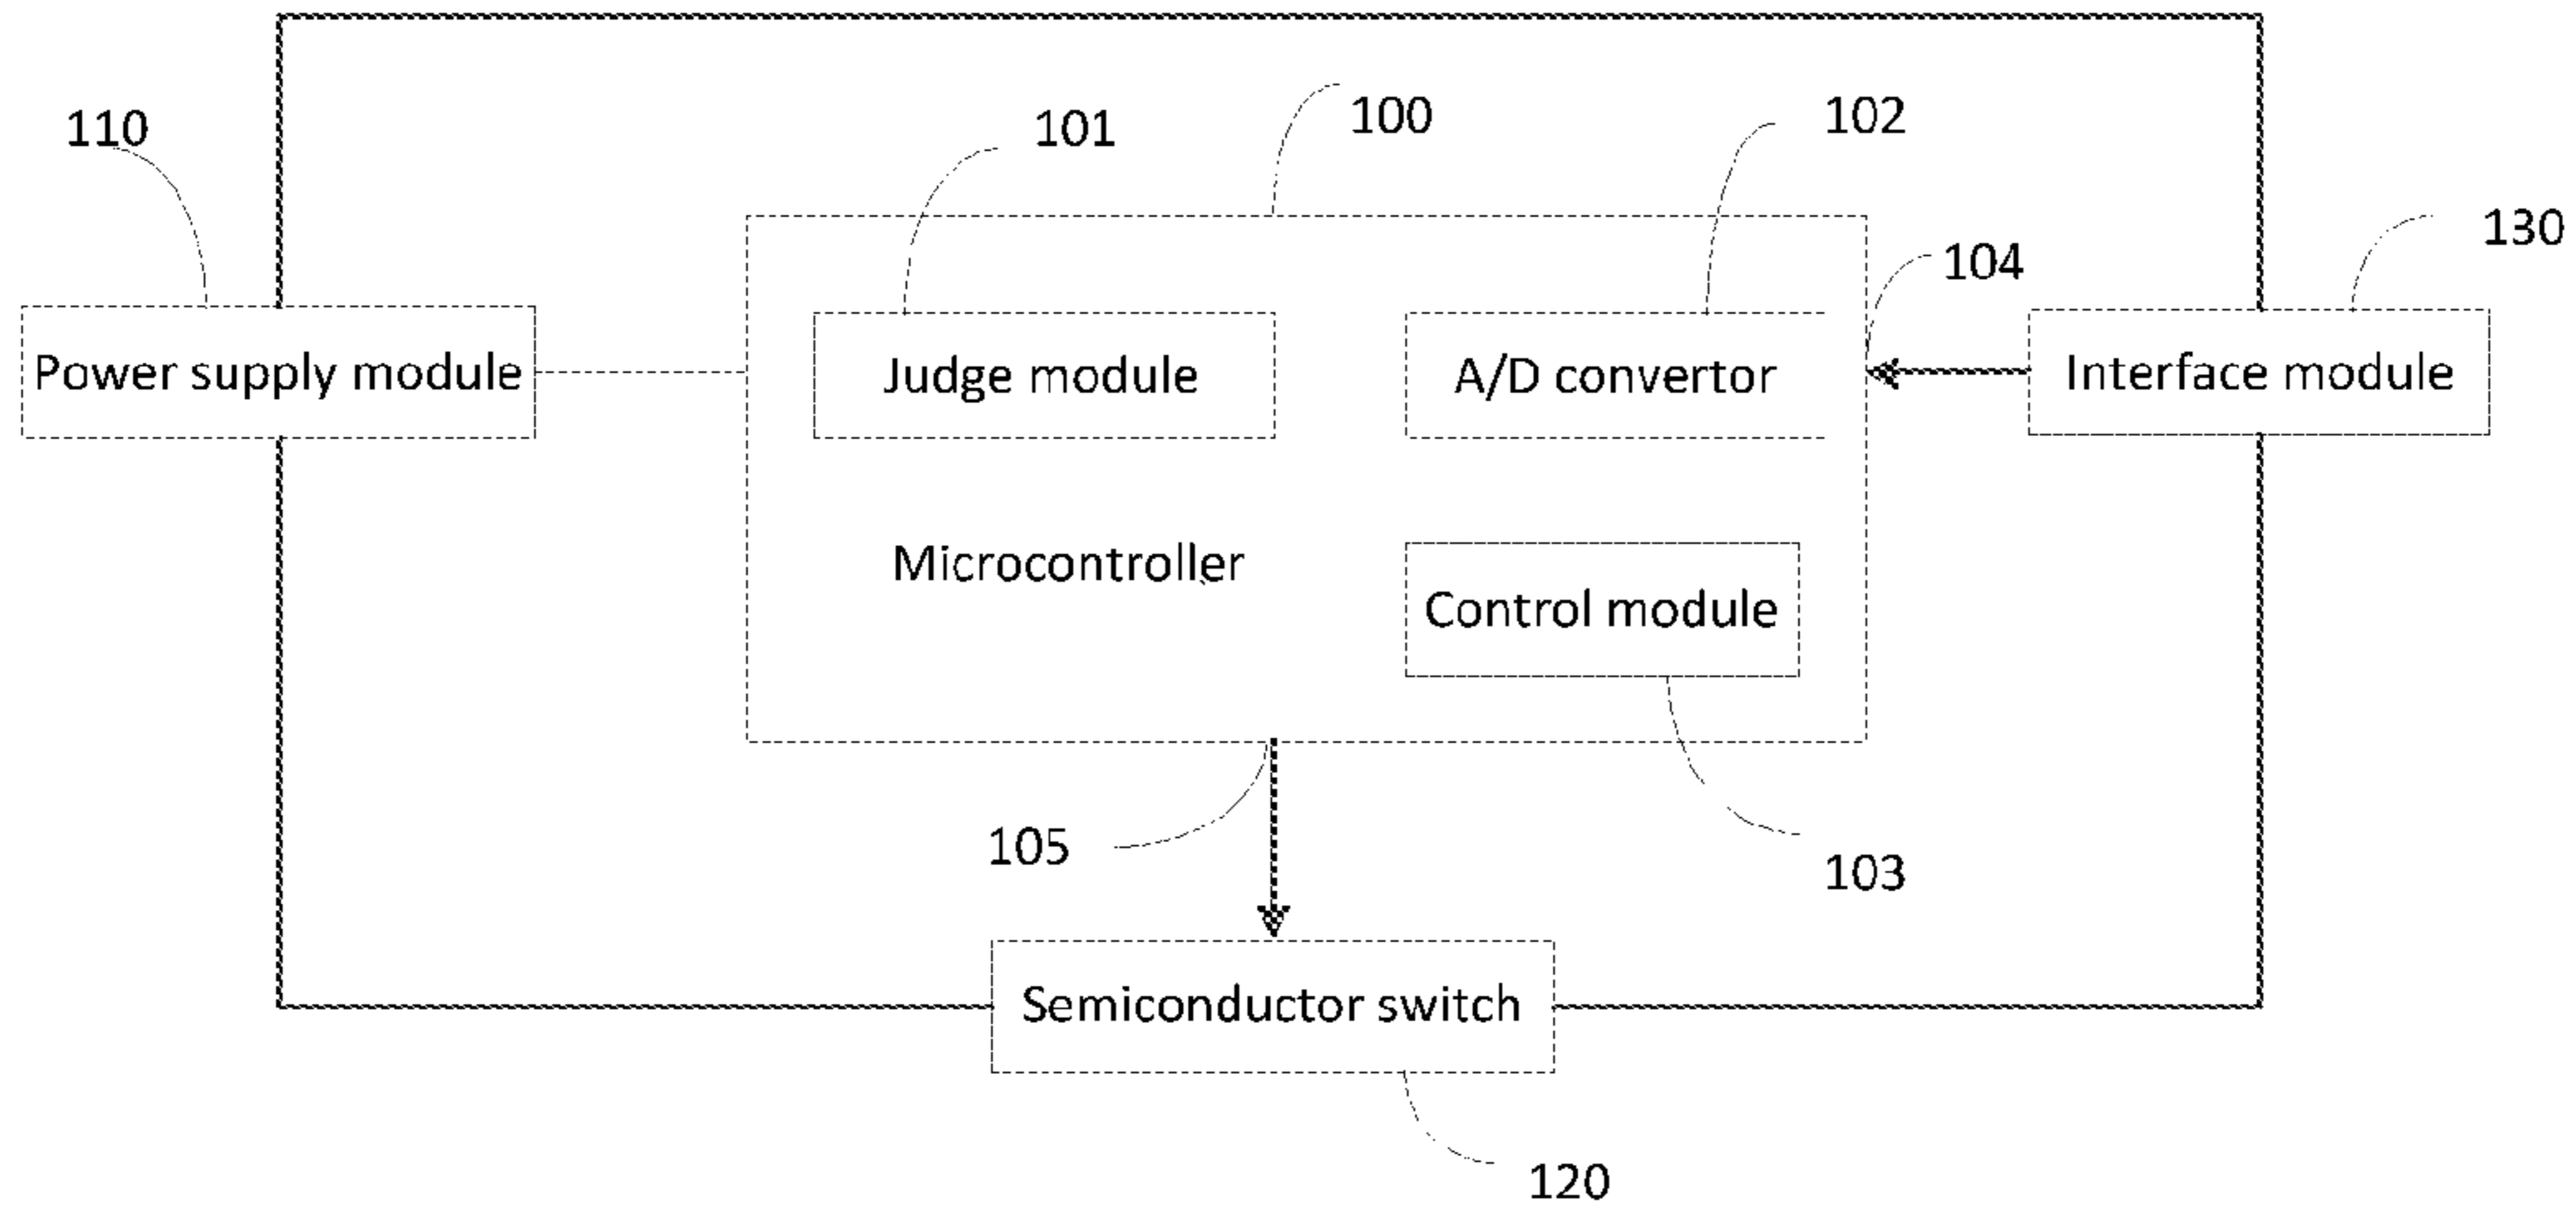 100
102
110
101
130
104
Power supply module
Judge module
A/D convertor
Interface module
Microcontroller
Control module
105
103
Semiconductor switch
120